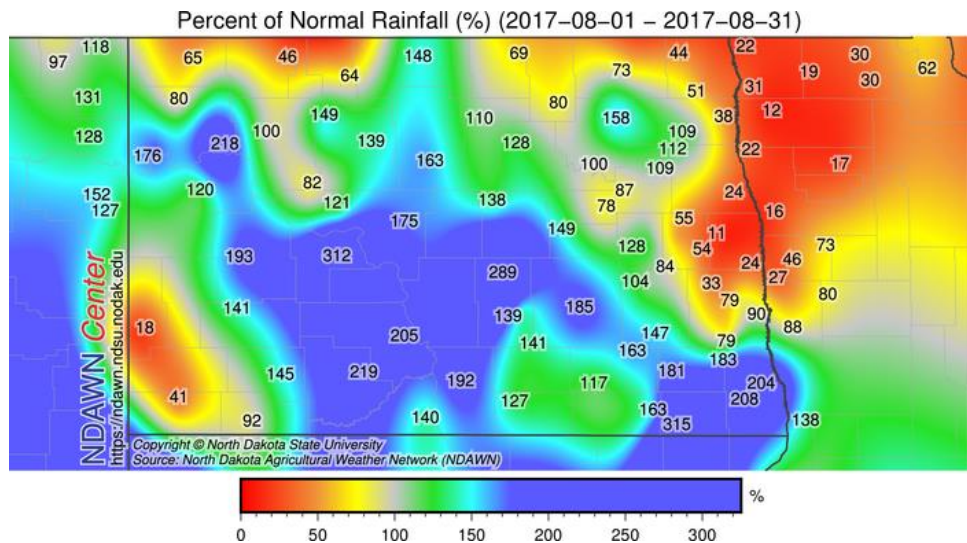 Percent of Normal Rainfall (%) (2017-08-01 - 2017-08-31)
118 65 46 148 69 44 22 30
97 64 73 19 30 62
131 80 80 51 31
149 110 158 38 12
128 100 139 128 109
218 112 22
176 163 100 109 17
82 87
152 120 24
127 121 138 78 16
175 55
149 11
193 312 128 54 46 73
84 24
289 104 33 27
79 80
141 139 185 90
18 205 141 147 79 88
163 183
145 219 192 117 181 204
41 127 208
92 140 163 138
315
NDAWN Center
https://ndawn.ndsu.nodak.edu
Copyright © North Dakota State University
Source: North Dakota Agricultural Weather Network (NDAWN)
%
0 50 100 150 200 250 300